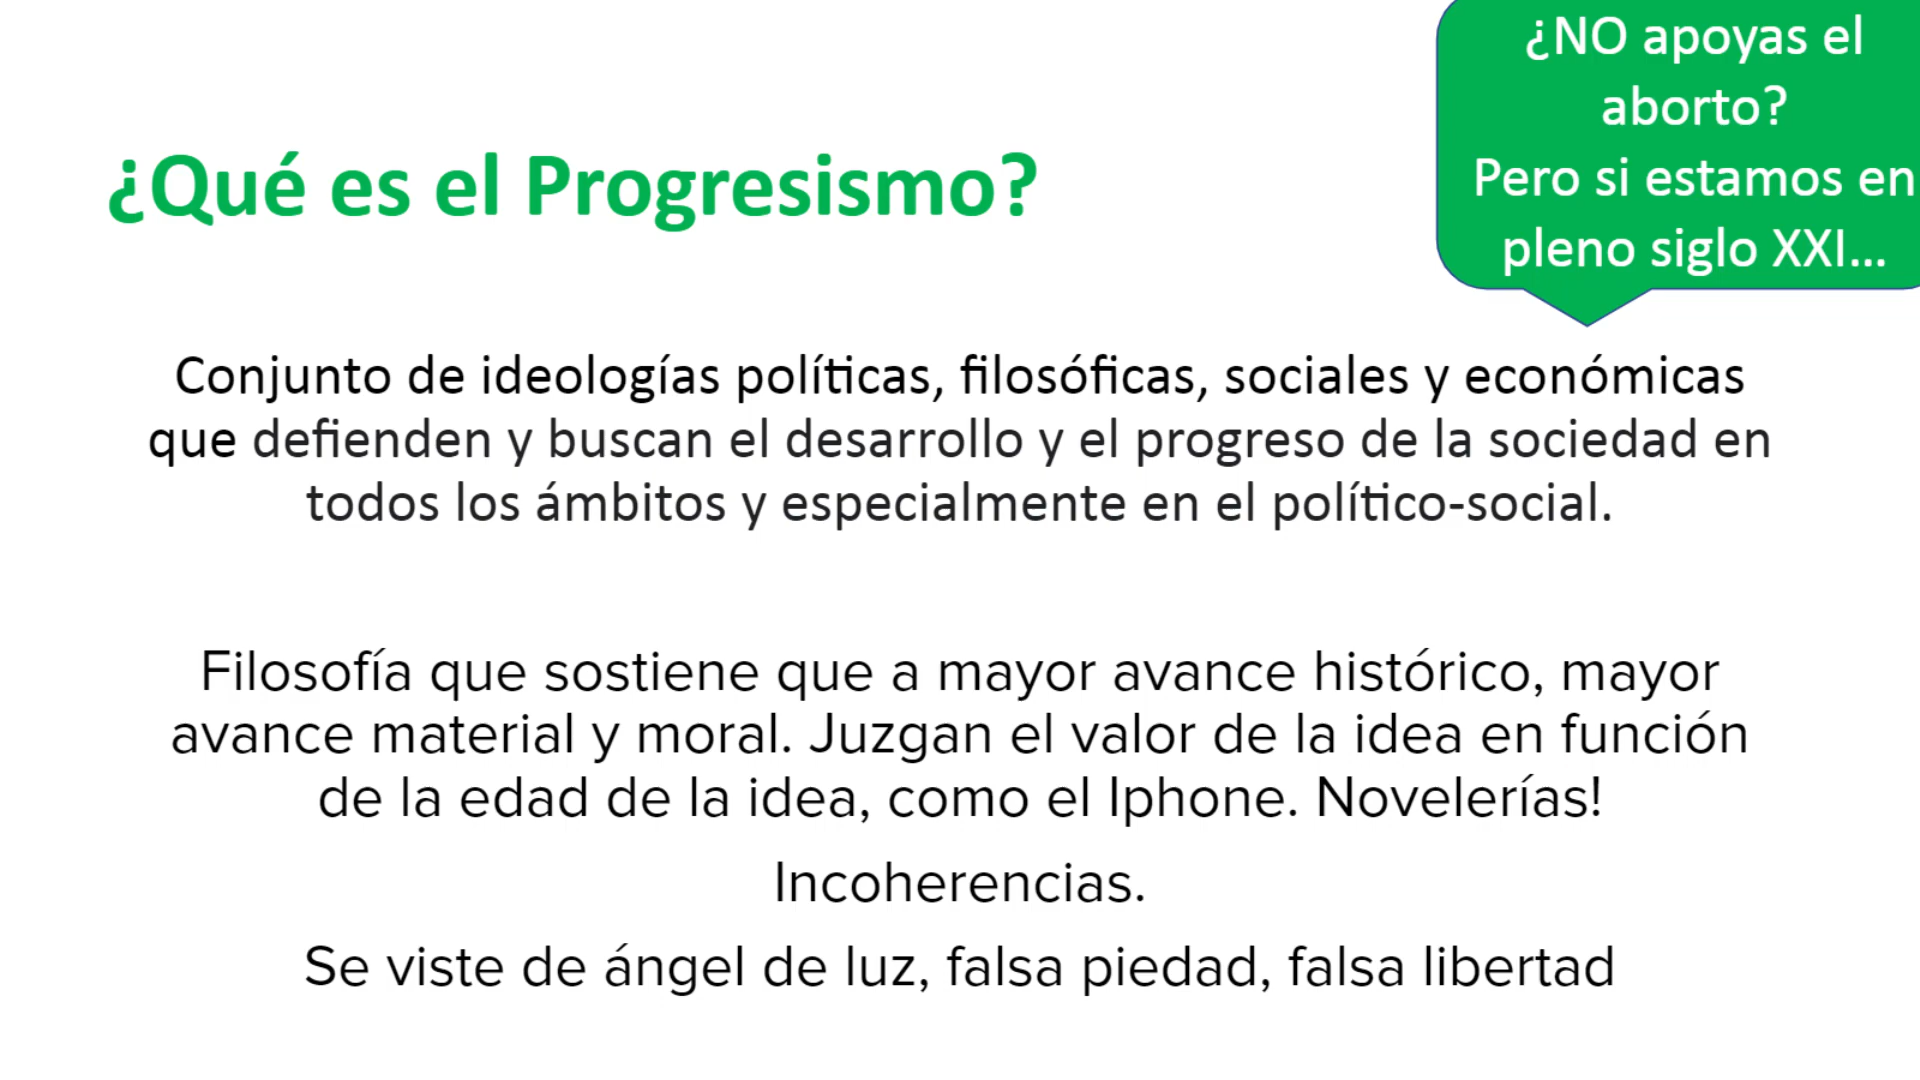 ¿NO apoyas el
aborto?
Pero si estamos en
pleno siglo XXI...
¿Qué es el Progresismo?
Conjunto de ideologías políticas, filosóficas, sociales y económicas
que defienden y buscan el desarrollo y el progreso de la sociedad en
todos los ámbitos y especialmente en el político-social.
Filosofía que sostiene que a mayor avance histórico, mayor
avance material y moral. Juzgan el valor de la idea en función
de la edad de la idea, como el Iphone. Novelerías!
Incoherencias.
Se viste de ángel de luz, falsa piedad, falsa libertad